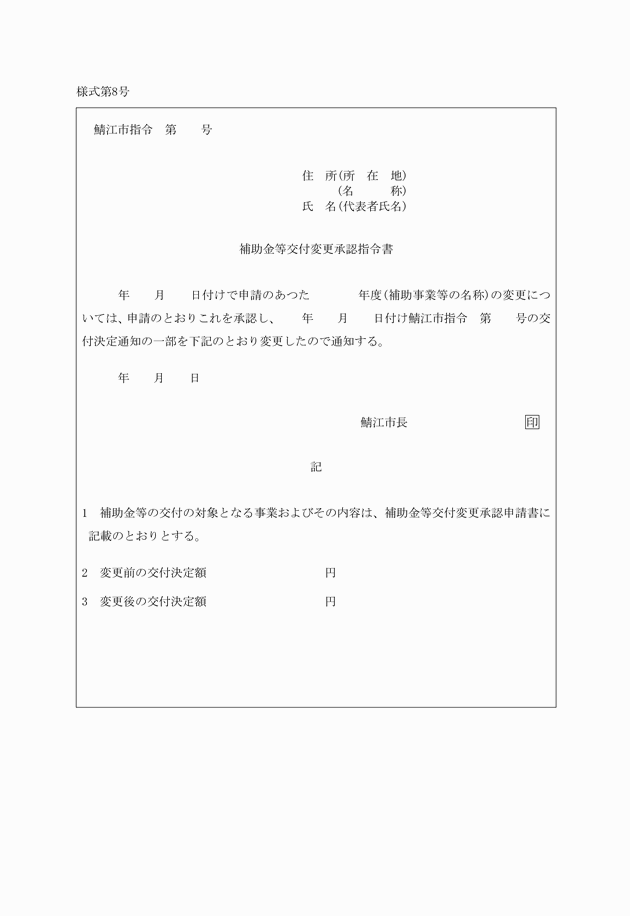 様式第8号
鯖江市指令　第　　号
住　所(所　在　地)
(名　　　称)
氏　名(代表者氏名)
補助金等交付変更承認指令書
年　　月　　日付けで申請のあつた　　　　年度(補助事業等の名称)の変更につ
いては、申請のとおりこれを承認し、　　年　　月　　日付け鯖江市指令　第　　号の交
付決定通知の一部を下記のとおり変更したので通知する。
年　　月　　日
鯖江市長　　　　　　　　　　印
記
1　補助金等の交付の対象となる事業およびその内容は、補助金等交付変更承認申請書に
記載のとおりとする。
2　変更前の交付決定額　　　　　　　　　　円
3　変更後の交付決定額　　　　　　　　　　円